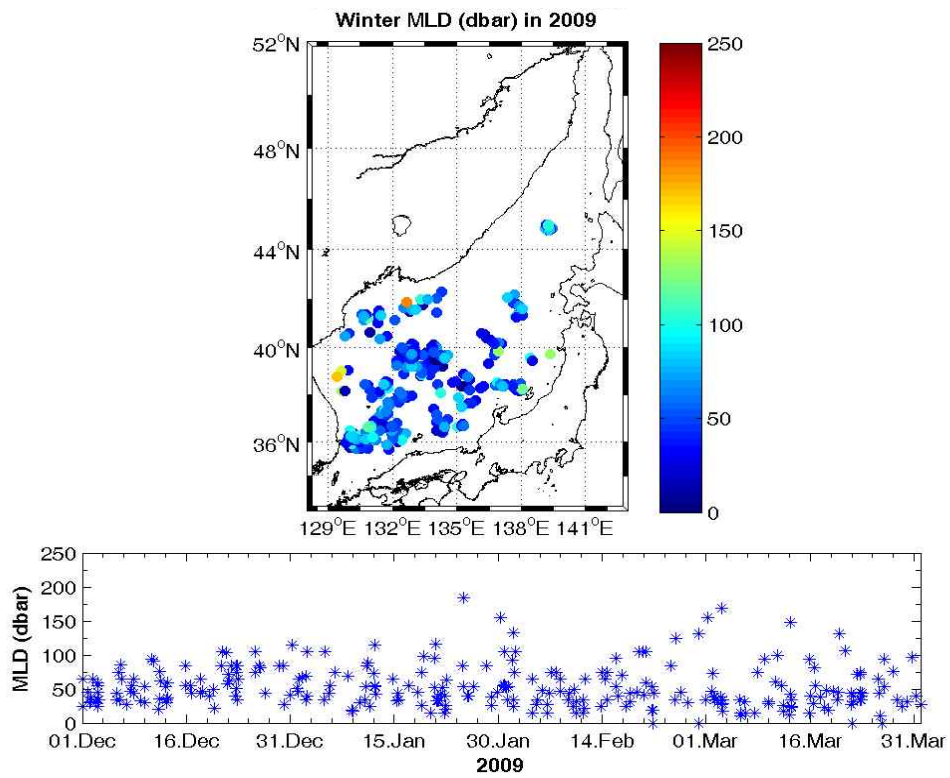 Winter MLD (dbar) in 2009
52°N
48°N
44°N
40°N
36°N
129°E 132°E 135°E 138°E 141°E
250
200
150
100
50
0
MLD (dbar)
250
200
150
100
50
0
01.Dec 16.Dec 31.Dec 15.Jan 30.Jan 14.Feb 01.Mar 16.Mar 31.Mar
2009